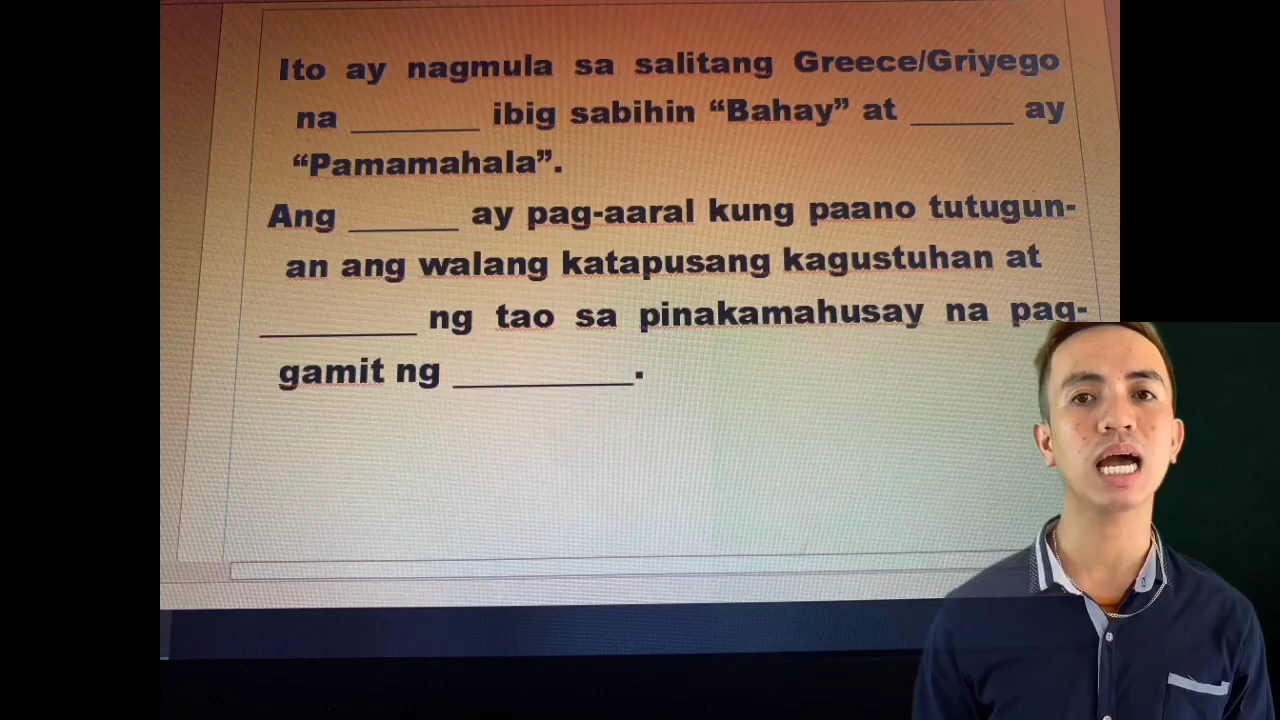 Ito ay nagmula sa salitang Greece/Griyego
na ________ ibig sabihin “Bahay” at ______ ay
“Pamamahala”.
Ang _______ ay pag-aaral kung paano tutugun-
an ang walang katapusang kagustuhan at
_________ ng tao sa pinakamahusay na pag-
gamit ng __________.